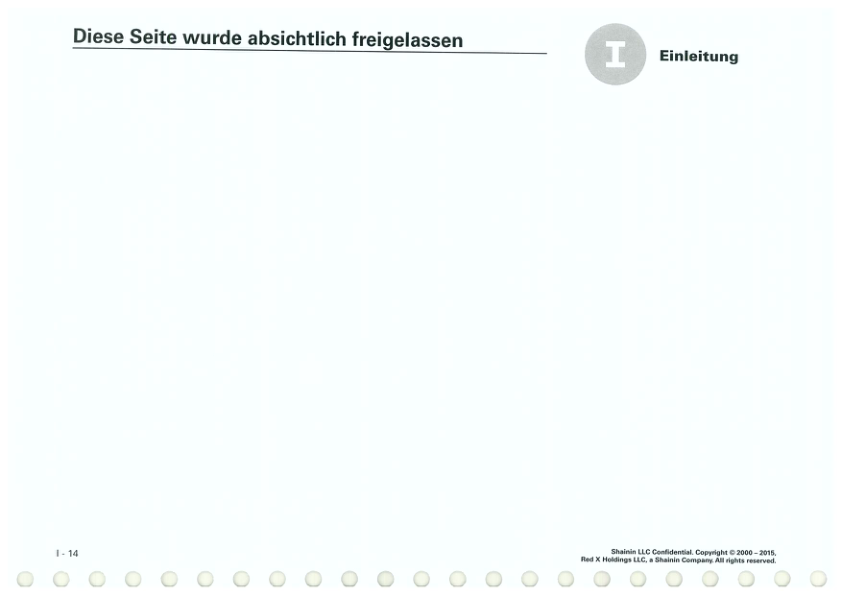 Diese Seite wurde absichtlich freigelassen
I
Einleitung
I - 14
Shainin LLC Confidential. Copyright © 2000 – 2015,
Red X Holdings LLC, a Shainin Company. All rights reserved.